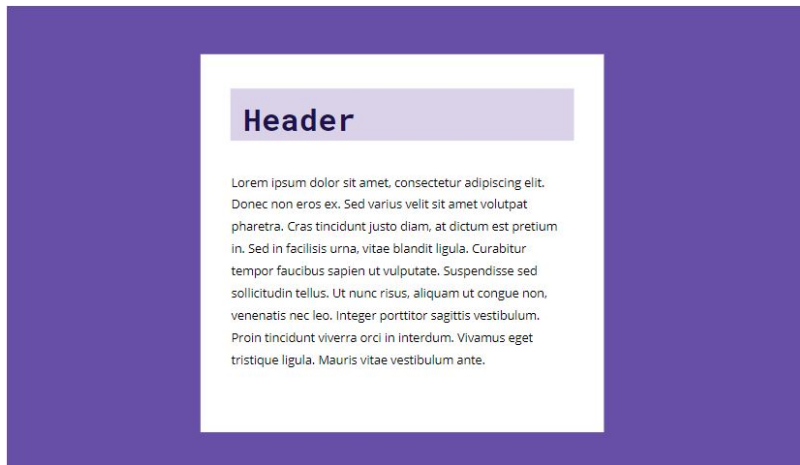 Header
Lorem ipsum dolor sit amet, consectetur adipiscing elit.
Donec non eros ex. Sed varius velit sit amet volutpat
pharetra. Cras tincidunt justo diam, at dictum est pretium
in. Sed in facilisis urna, vitae blandit ligula. Curabitur
tempor faucibus sapien ut vulputate. Suspendisse sed
sollicitudin tellus. Ut nunc risus, aliquam ut congue non,
venenatis nec leo. Integer porttitor sagittis vestibulum.
Proin tincidunt viverra orci in interdum. Vivamus eget
tristique ligula. Mauris vitae vestibulum ante.